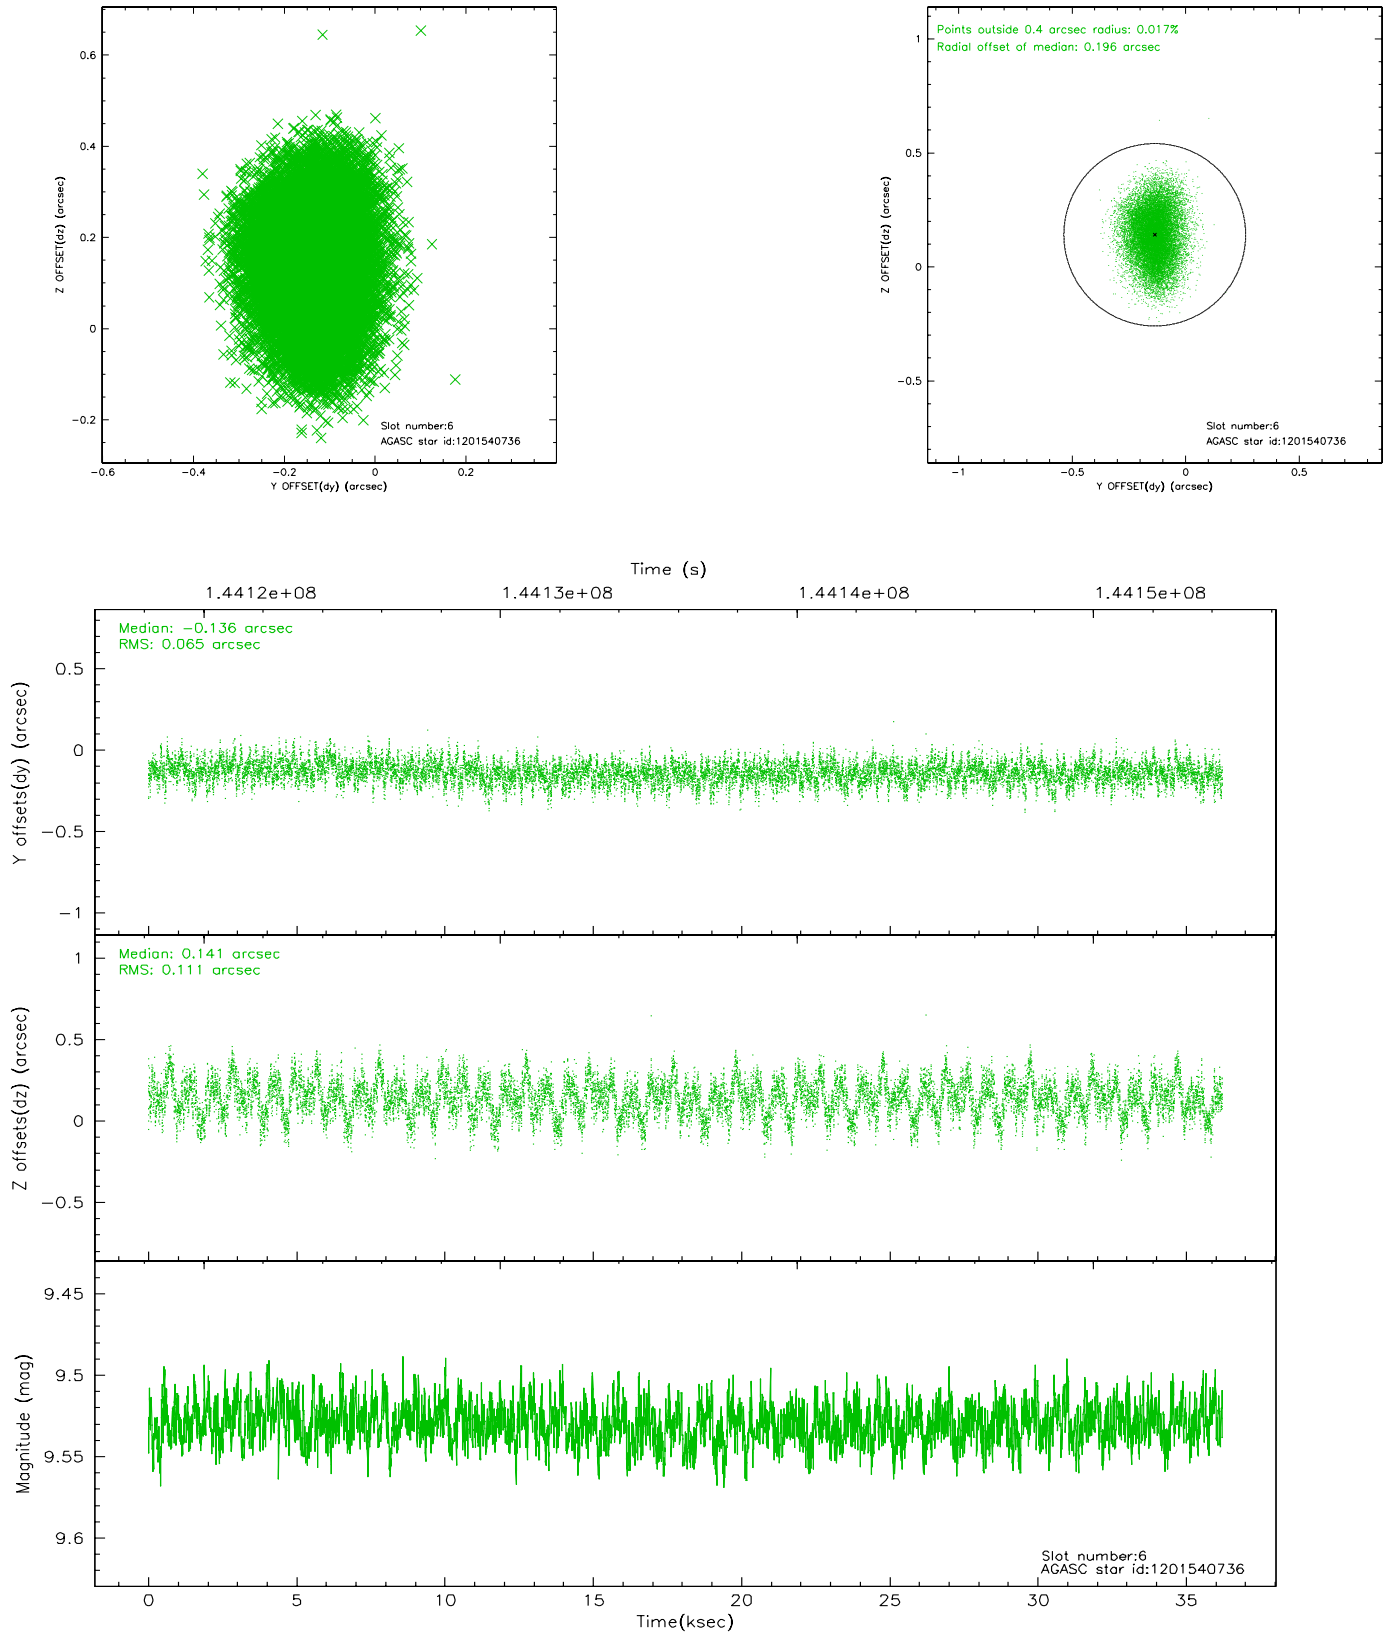 0.6
0.4
0.2
0
−0.2
Z OFFSET(dz) (arcsec)
Slot number:6
AGASC star id:1201540736
−0.6 −0.4 −0.2 0 0.2
Y OFFSET(dy) (arcsec)
Points outside 0.4 arcsec radius: 0.017%
Radial offset of median: 0.196 arcsec
1
0.5
0
−0.5
Z OFFSET(dz) (arcsec)
Slot number:6
AGASC star id:1201540736
−1 −0.5 0 0.5
Y OFFSET(dy) (arcsec)
Time (s)
1.4412e+08 1.4413e+08 1.4414e+08 1.4415e+08
Median: −0.136 arcsec
RMS: 0.065 arcsec
0.5
0
−0.5
−1
Y offsets(dy) (arcsec)
Median: 0.141 arcsec
RMS: 0.111 arcsec
1
0.5
0
−0.5
Z offsets(dz) (arcsec)
9.45
9.5
9.55
9.6
Magnitude (mag)
Slot number:6
AGASC star id:1201540736
0 5 10 15 20 25 30 35
Time(ksec)